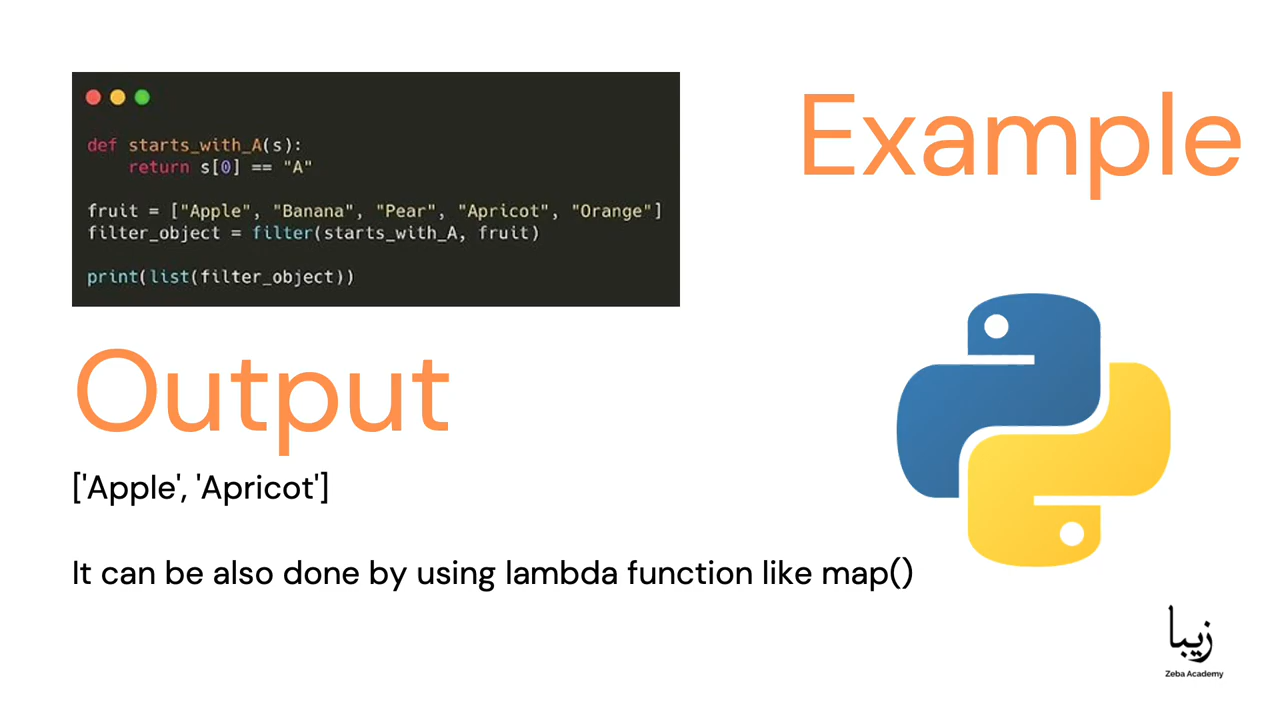 def starts_with_A(s):
    return s[0] == "A"
fruit = ["Apple", "Banana", "Pear", "Apricot", "Orange"]
filter_object = filter(starts_with_A, fruit)
print(list(filter_object))
Example
Output
['Apple', 'Apricot']
It can be also done by using lambda function like map()
زيبا
Zeba Academy